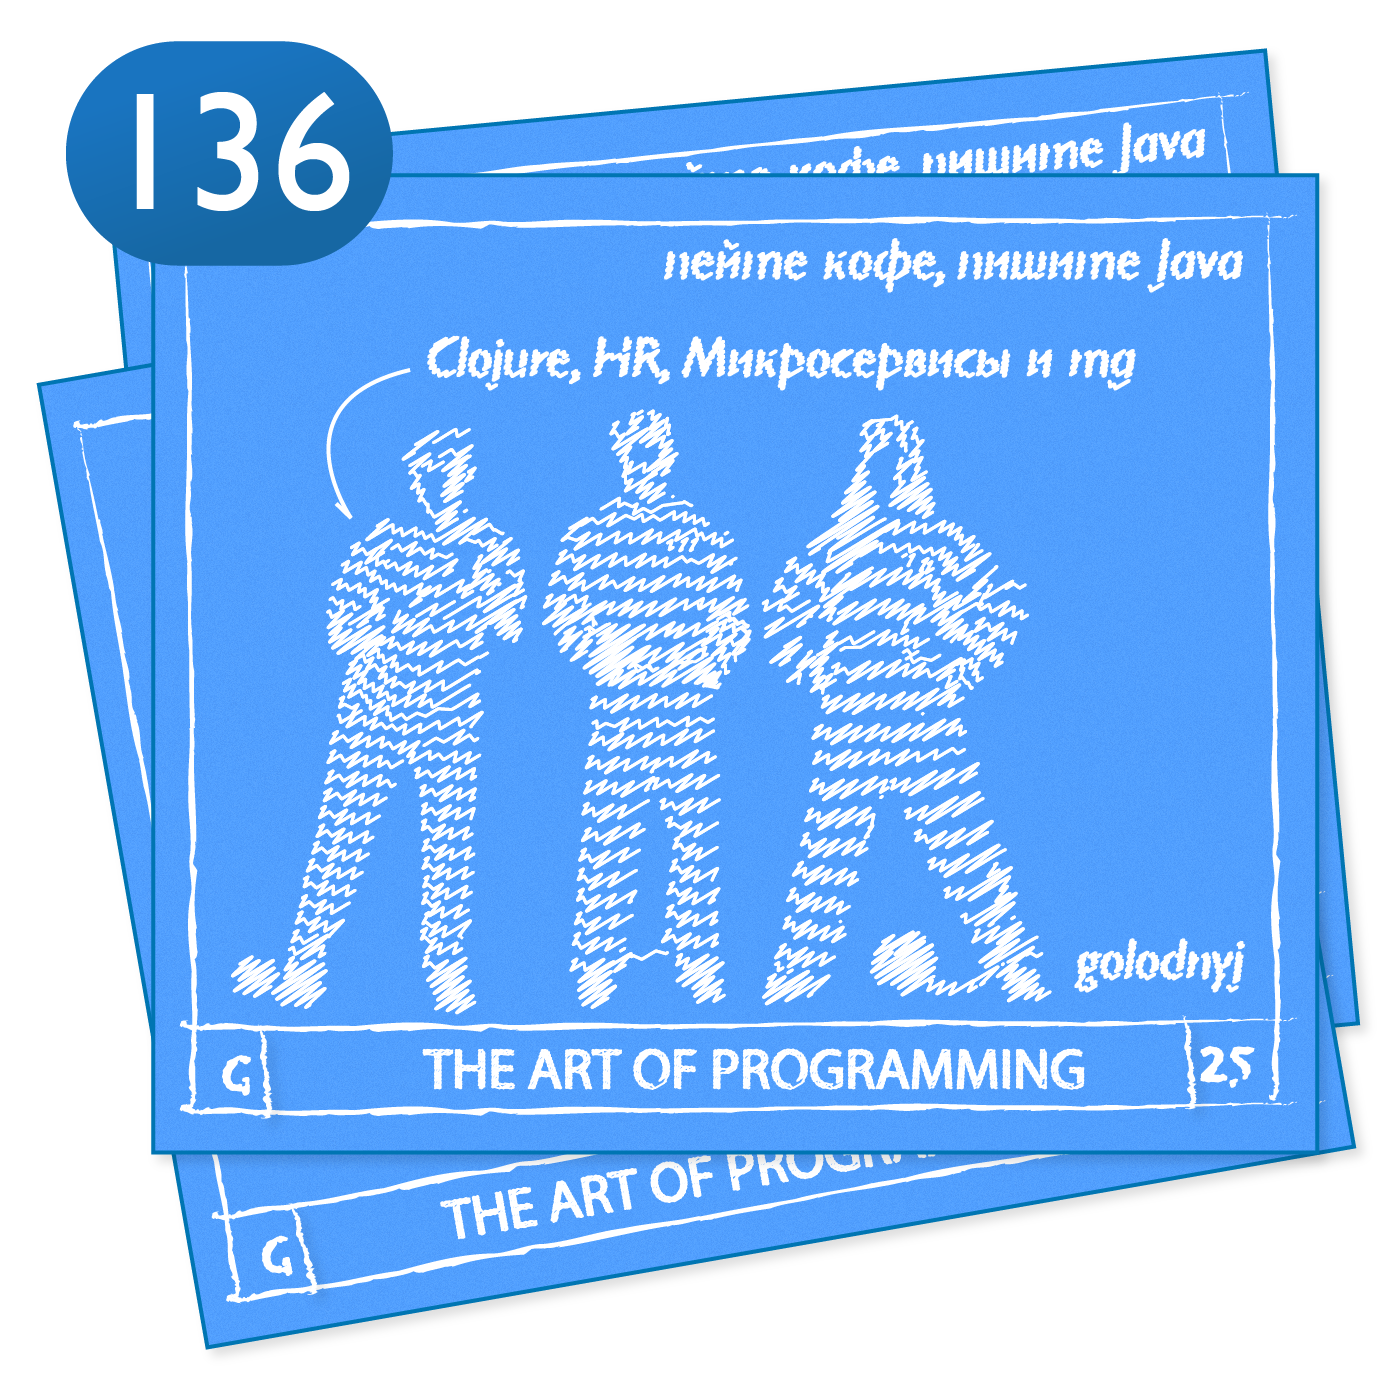 136
кофе, пишите Java
пейте кофе, пишите Java
Clojure, HR, Микросервисы и тд
golodnyj
G THE ART OF PROGRAMMING 25
THE ART OF PROGRA
G